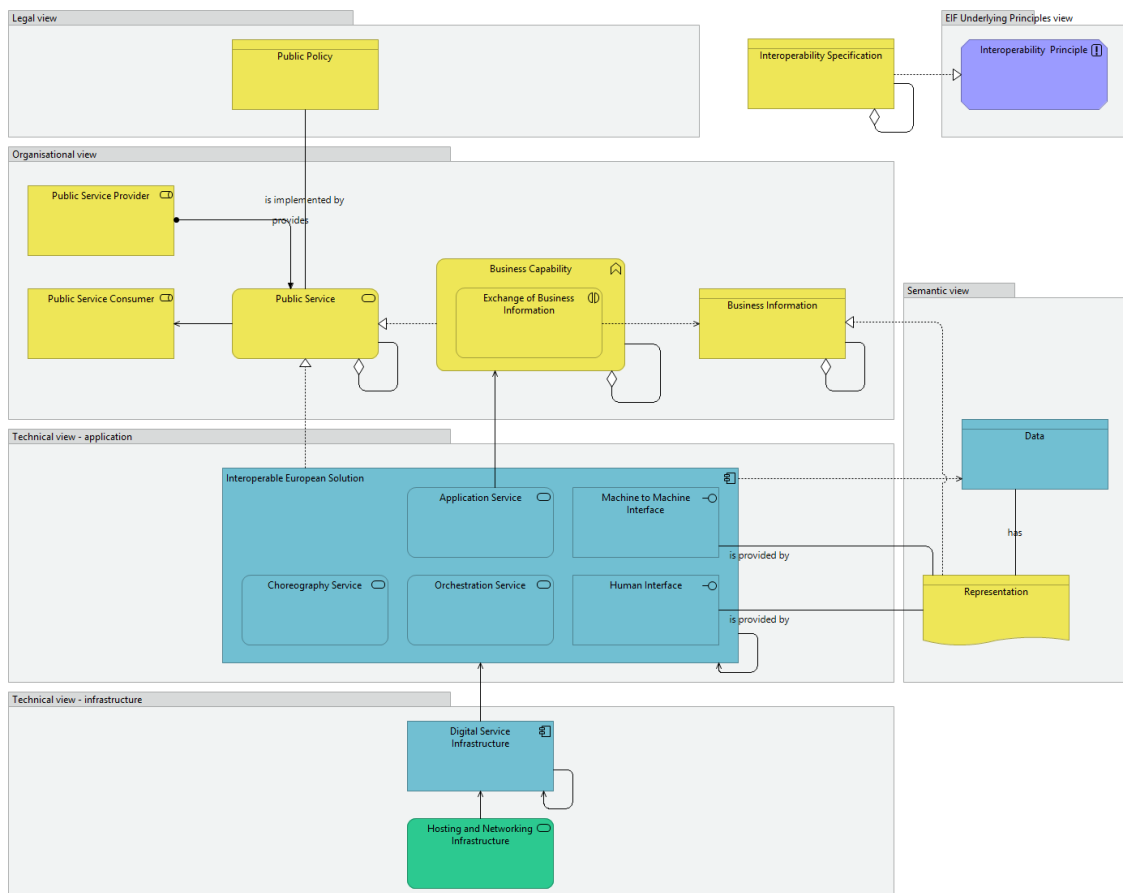 Legal view
EIF Underlying Principles view
Public Policy
Interoperability Specification
Interoperability  Principle
Organisational view
Public Service Provider
is implemented by
provides
Business Capability
Public Service Consumer
Public Service
Exchange of Business
Information
Business Information
Semantic view
Data
Technical view - application
Interoperable European Solution
Application Service
Machine to Machine
Interface
has
is provided by
Choreography Service
Orchestration Service
Human Interface
Representation
is provided by
Technical view - infrastructure
Digital Service
Infrastructure
Hosting and Networking
Infrastructure